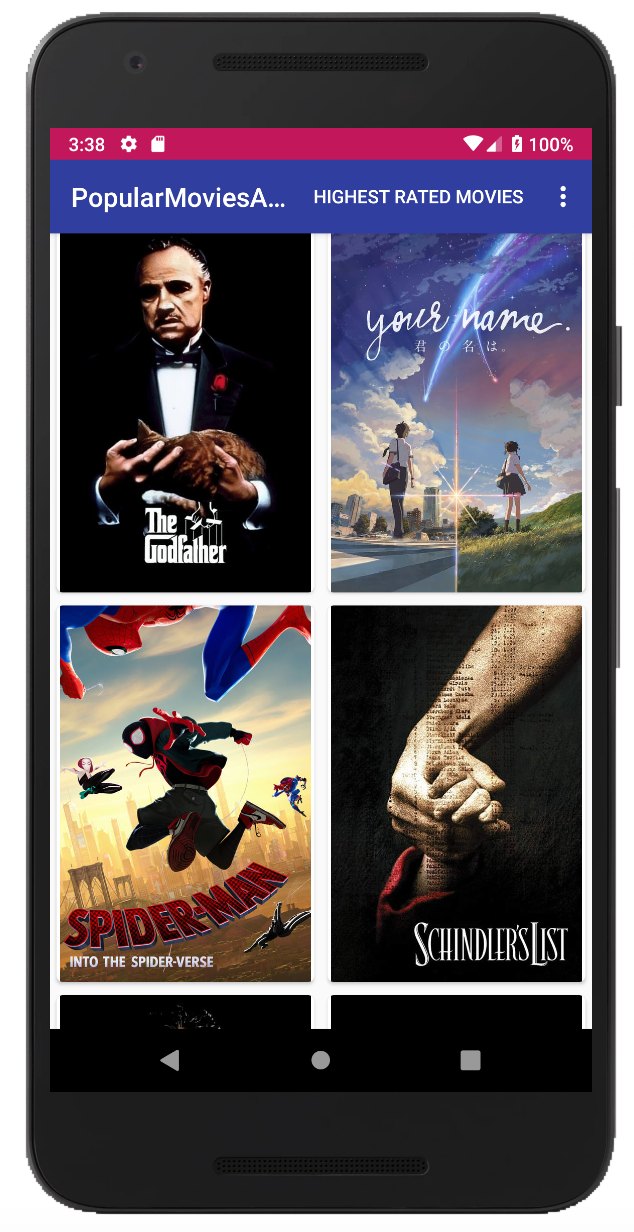 3:38
100%
PopularMoviesA...
HIGHEST RATED MOVIES
The
Godfather
your name.
君の名は。
SPIDER-MAN
INTO THE SPIDER-VERSE
SCHINDLER'S LIST